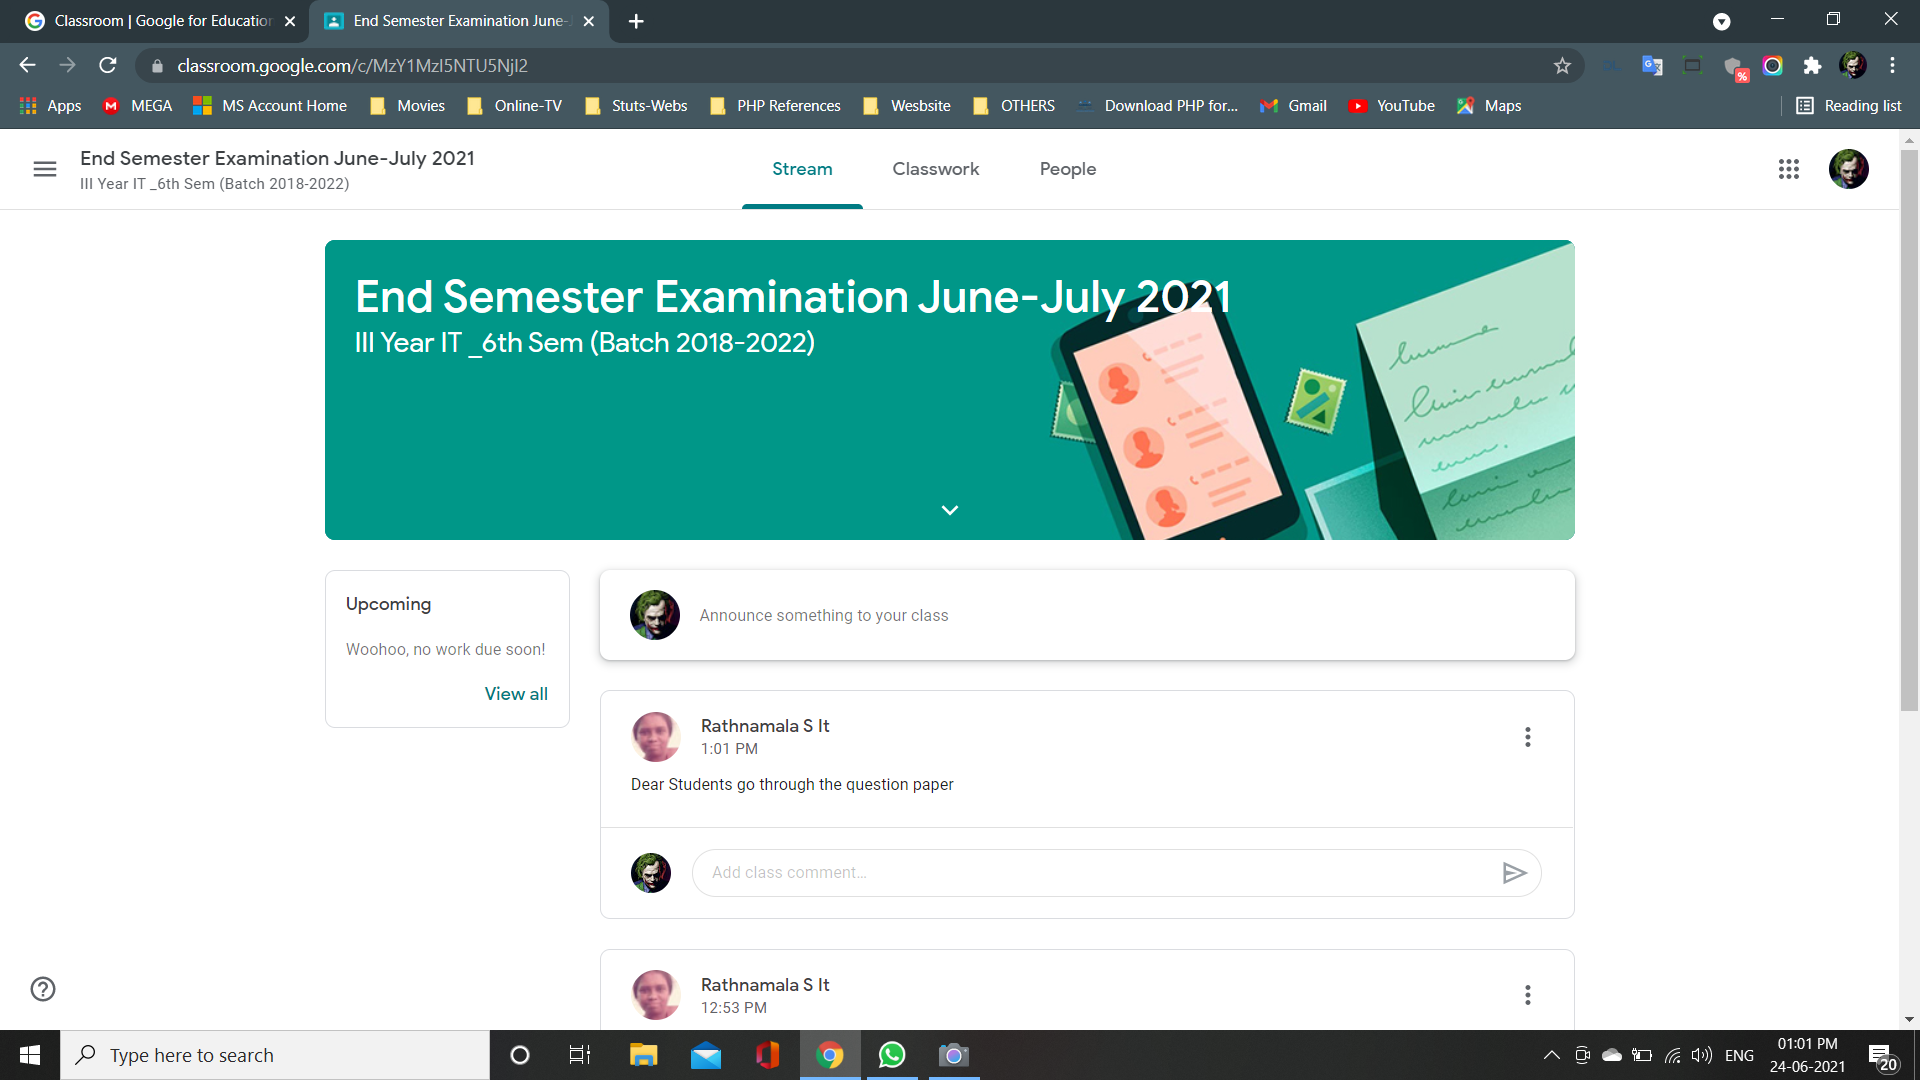 Classroom | Google for Education
End Semester Examination June-J
classroom.google.com/c/MzY1MzI5NTU5NjI2
Apps
MEGA
MS Account Home
Movies
Online-TV
Stuts-Webs
PHP References
Wesbsite
OTHERS
Download PHP for...
Gmail
YouTube
Maps
Reading list
End Semester Examination June-July 2021
III Year IT _6th Sem (Batch 2018-2022)
Stream
Classwork
People
End Semester Examination June-July 2021
III Year IT _6th Sem (Batch 2018-2022)
Upcoming
Woohoo, no work due soon!
View all
Announce something to your class
Rathnamala S It
1:01 PM
Dear Students go through the question paper
Add class comment...
Rathnamala S It
12:53 PM
Type here to search
ENG
01:01 PM
24-06-2021
20